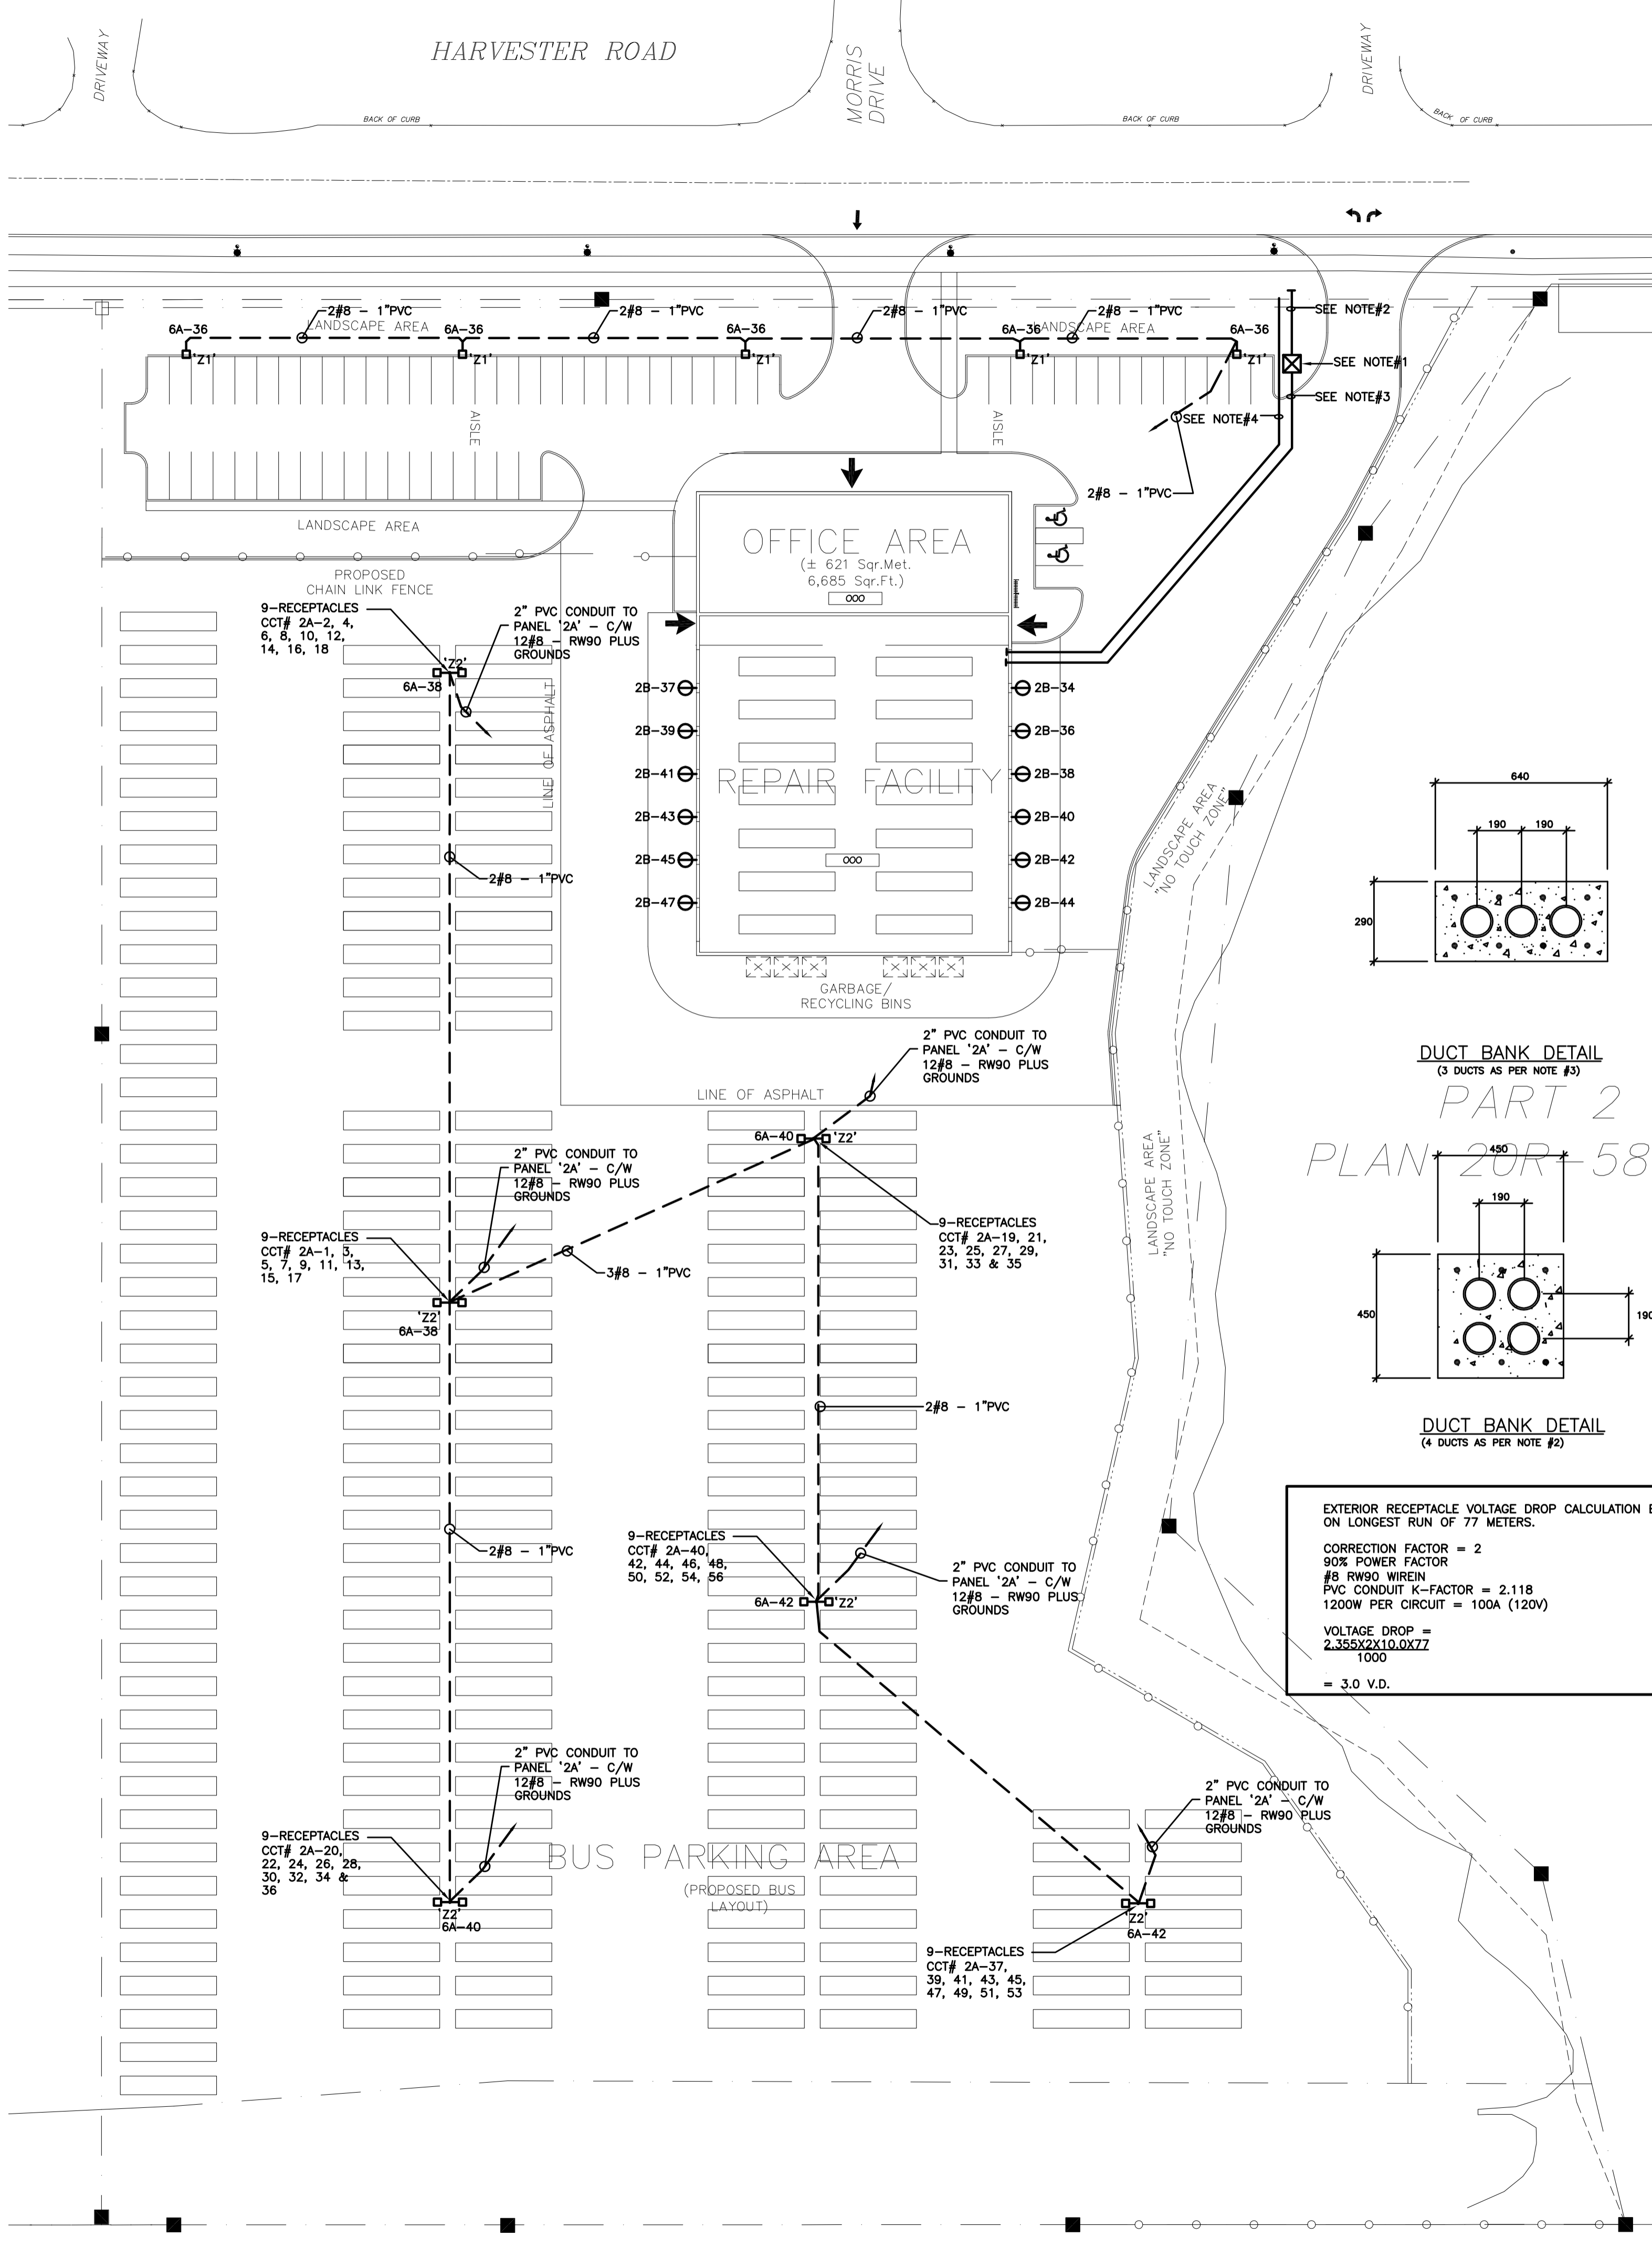 HARVESTER ROAD
DRIVEWAY
MORRIS
DRIVE
DRIVEWAY
BACK OF CURB
BACK OF CURB
BACK OF CURB
2#8 – 1"PVC
2#8 – 1"PVC
2#8 – 1"PVC
2#8 – 1"PVC
SEE NOTE#2
LANDSCAPE AREA
LANDSCAPE AREA
6A–36
6A–36
6A–36
6A–36
6A–36
'Z1'
'Z1'
'Z1'
'Z1'
'Z1'
SEE NOTE#1
SEE NOTE#3
SEE NOTE#4
AISLE
AISLE
2#8 – 1"PVC
LANDSCAPE AREA
PROPOSED
CHAIN LINK FENCE
OFFICE AREA
(± 621 Sqr.Met.
6,685 Sqr.Ft.)
000
9–RECEPTACLES
CCT# 2A–2, 4,
6, 8, 10, 12,
14, 16, 18
2" PVC CONDUIT TO
PANEL '2A' – C/W
12#8 – RW90 PLUS
GROUNDS
'Z2'
6A–38
LINE OF ASPHALT
2B–37
2B–39
2B–41
2B–43
2B–45
2B–47
2B–34
2B–36
2B–38
2B–40
2B–42
2B–44
REPAIR FACILITY
000
2#8 – 1"PVC
GARBAGE/
RECYCLING BINS
LANDSCAPE AREA
"NO TOUCH ZONE"
640
190
190
290
DUCT BANK DETAIL
(3 DUCTS AS PER NOTE #3)
PART 2
PLAN 20R–58
2" PVC CONDUIT TO
PANEL '2A' – C/W
12#8 – RW90 PLUS
GROUNDS
LINE OF ASPHALT
6A–40
'Z2'
2" PVC CONDUIT TO
PANEL '2A' – C/W
12#8 – RW90 PLUS
GROUNDS
LANDSCAPE AREA
"NO TOUCH ZONE"
9–RECEPTACLES
CCT# 2A–1, 3,
5, 7, 9, 11, 13,
15, 17
9–RECEPTACLES
CCT# 2A–19, 21,
23, 25, 27, 29,
31, 33 & 35
3#8 – 1"PVC
'Z2'
6A–38
450
190
450
190
DUCT BANK DETAIL
(4 DUCTS AS PER NOTE #2)
2#8 – 1"PVC
2#8 – 1"PVC
9–RECEPTACLES
CCT# 2A–40,
42, 44, 46, 48,
50, 52, 54, 56
6A–42
'Z2'
2" PVC CONDUIT TO
PANEL '2A' – C/W
12#8 – RW90 PLUS
GROUNDS
EXTERIOR RECEPTACLE VOLTAGE DROP CALCULATION
ON LONGEST RUN OF 77 METERS.
CORRECTION FACTOR = 2
90% POWER FACTOR
#8 RW90 WIREIN
PVC CONDUIT K–FACTOR = 2.118
1200W PER CIRCUIT = 100A (120V)
VOLTAGE DROP =
2.355X2X10.0X77
1000
= 3.0 V.D.
2" PVC CONDUIT TO
PANEL '2A' – C/W
12#8 – RW90 PLUS
GROUNDS
2" PVC CONDUIT TO
PANEL '2A' – C/W
12#8 – RW90 PLUS
GROUNDS
9–RECEPTACLES
CCT# 2A–20,
22, 24, 26, 28,
30, 32, 34 &
36
'Z2'
6A–40
BUS PARKING AREA
(PROPOSED BUS
LAYOUT)
'Z2'
6A–42
9–RECEPTACLES
CCT# 2A–37,
39, 41, 43, 45,
47, 49, 51, 53